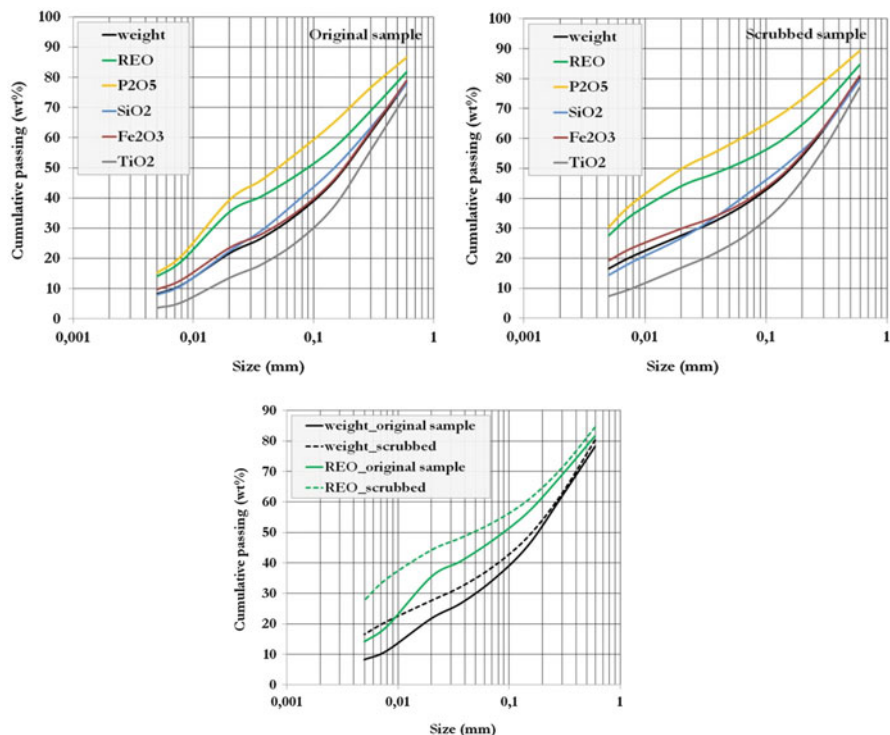 Original sample
weight
REO
P2O5
SiO2
Fe2O3
TiO2
Cumulative passing (wt%)
100
90
80
70
60
50
40
30
20
10
0
0,001
0,01
0,1
1
Size (mm)
Scrubbed sample
weight
REO
P2O5
SiO2
Fe2O3
TiO2
Cumulative passing (wt%)
100
90
80
70
60
50
40
30
20
10
0
0,001
0,01
0,1
1
Size (mm)
weight_original sample
weight_scrubbed
REO_original sample
REO_scrubbed
Cumulative passing (wt%)
90
80
70
60
50
40
30
20
10
0
0,001
0,01
0,1
1
Size (mm)